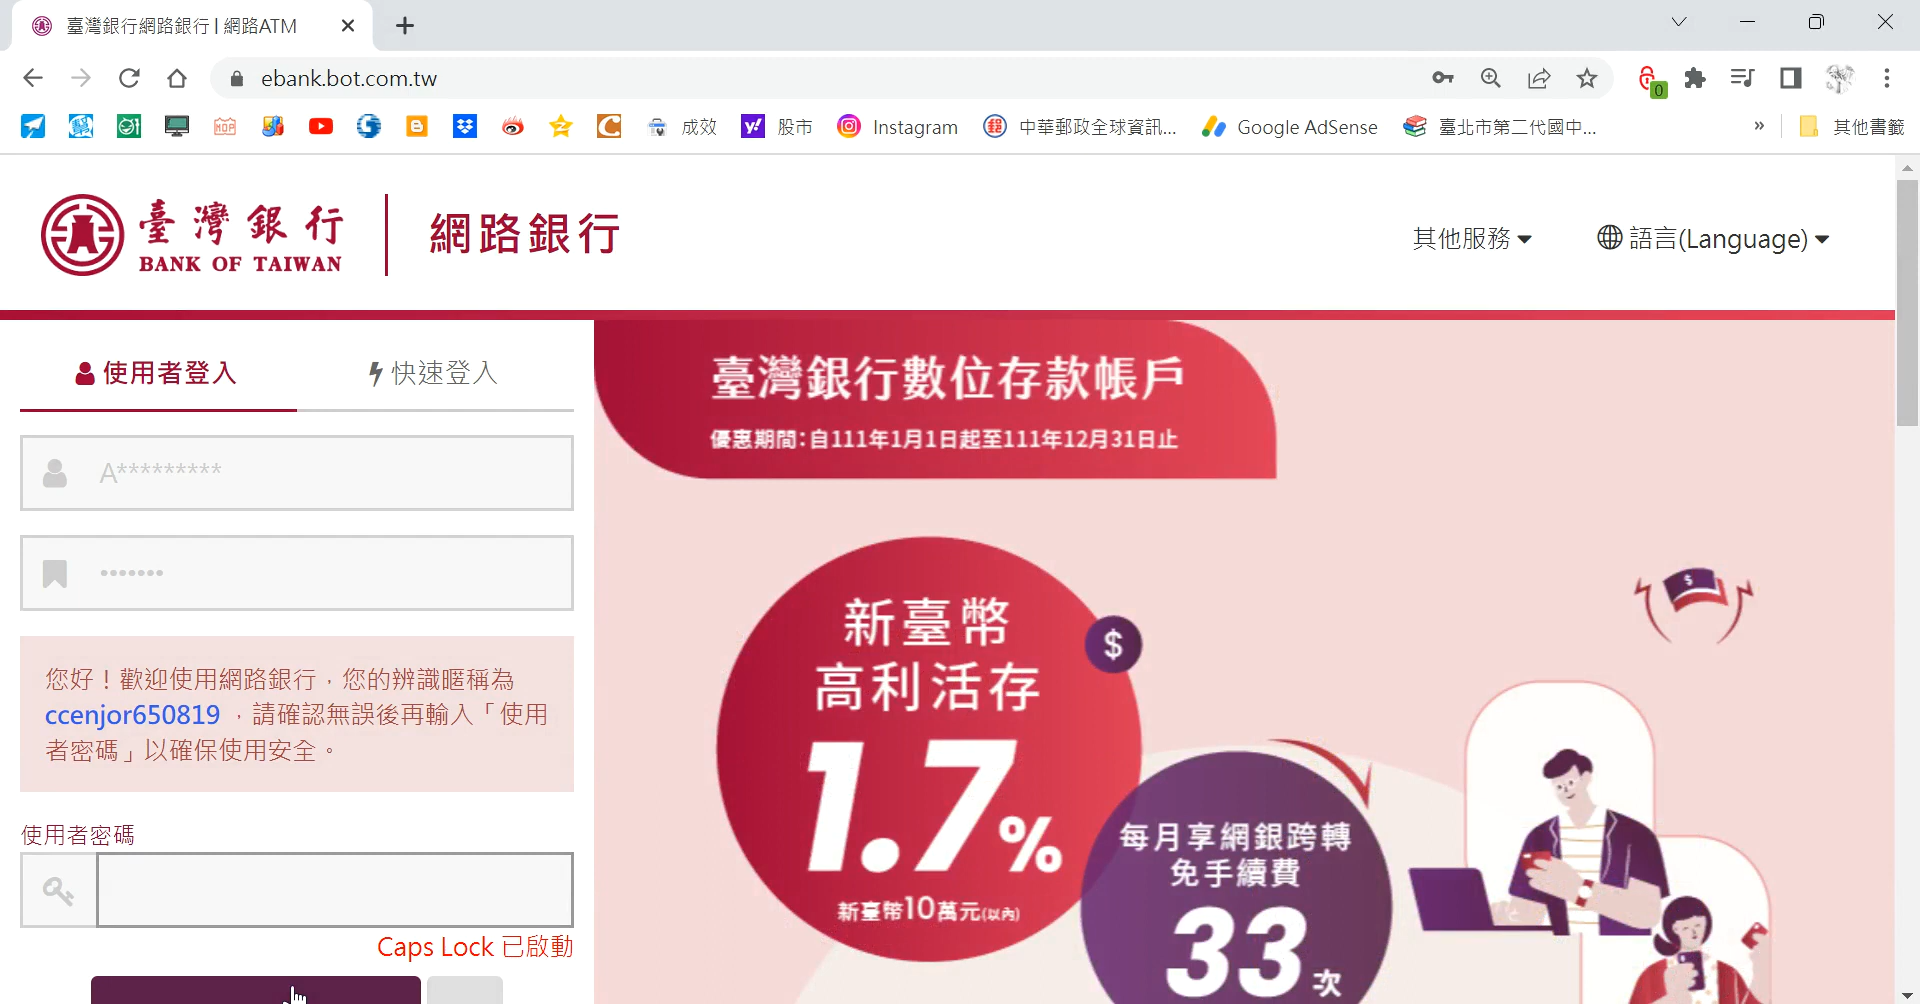 臺灣銀行網路銀行 | 網路ATM
ebank.bot.com.tw
0
成效
股市
Instagram
中華郵政全球資訊...
Google AdSense
臺北市第二代國中...
»
其他書籤
臺灣銀行
BANK OF TAIWAN
網路銀行
其他服務
語言(Language)
使用者登入
快速登入
A*********
•••••••
您好！歡迎使用網路銀行，您的辨識暱稱為
ccenjor650819 ，請確認無誤後再輸入「使用
者密碼」以確保使用安全。
使用者密碼
Caps Lock 已啟動
臺灣銀行數位存款帳戶
優惠期間:自111年1月1日起至111年12月31日止
新臺幣
高利活存
1.7%
新臺幣10萬元(以內)
$
每月享網銀跨轉
免手續費
33次
$